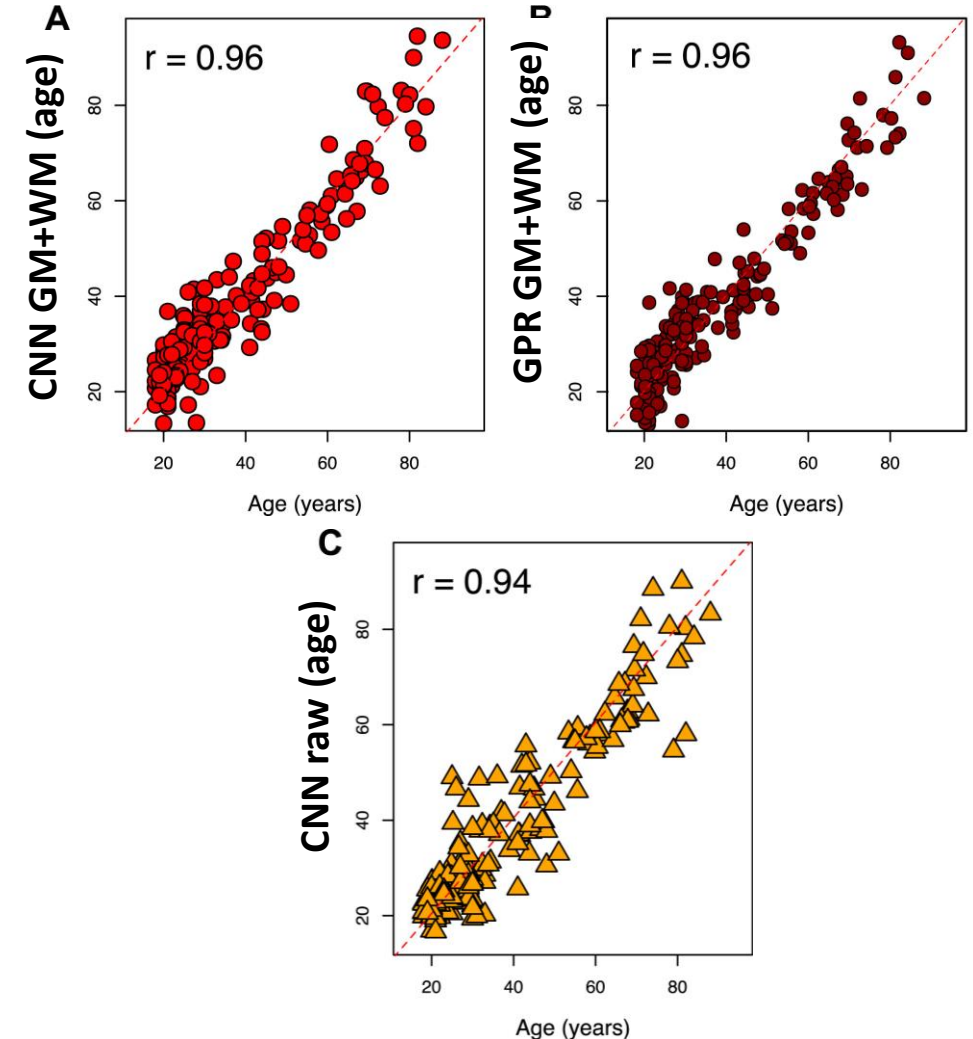 A
r = 0.96
CNN GM+WM (age)
80
60
40
20
20 40 60 80
Age (years)
B
r = 0.96
GPR GM+WM (age)
80
60
40
20
20 40 60 80
Age (years)
C
r = 0.94
CNN raw (age)
80
60
40
20
20 40 60 80
Age (years)